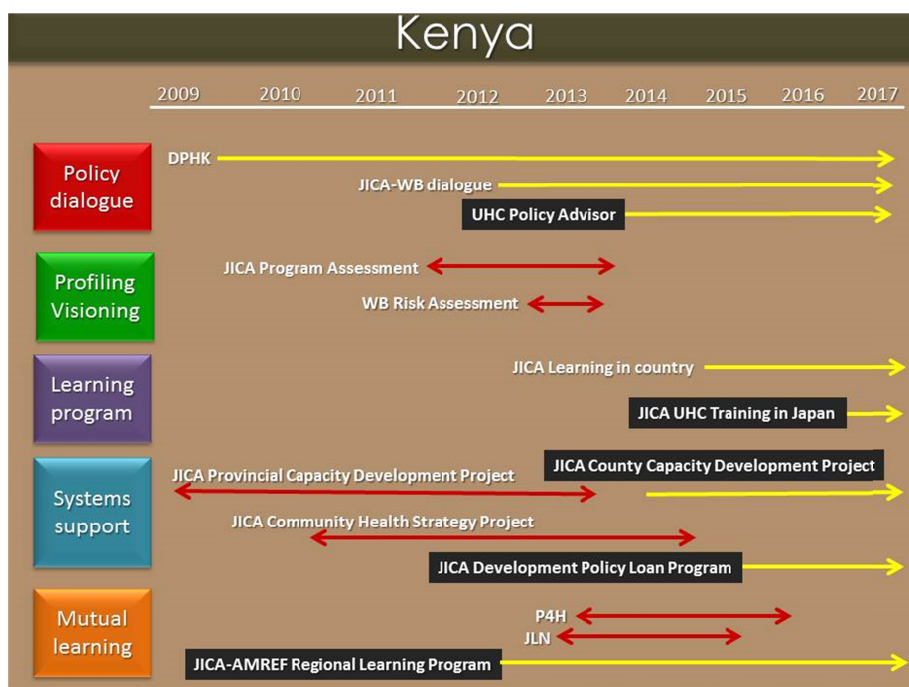 Kenya
2009 2010 2011 2012 2013 2014 2015 2016 2017
Policy
dialogue
DPHK
JICA-WB dialogue
UHC Policy Advisor
Profiling
Visioning
JICA Program Assessment
WB Risk Assessment
Learning
program
JICA Learning in country
JICA UHC Training in Japan
Systems
support
JICA County Capacity Development Project
JICA Provincial Capacity Development Project
JICA Community Health Strategy Project
JICA Development Policy Loan Program
Mutual
learning
P4H
JLN
JICA-AMREF Regional Learning Program